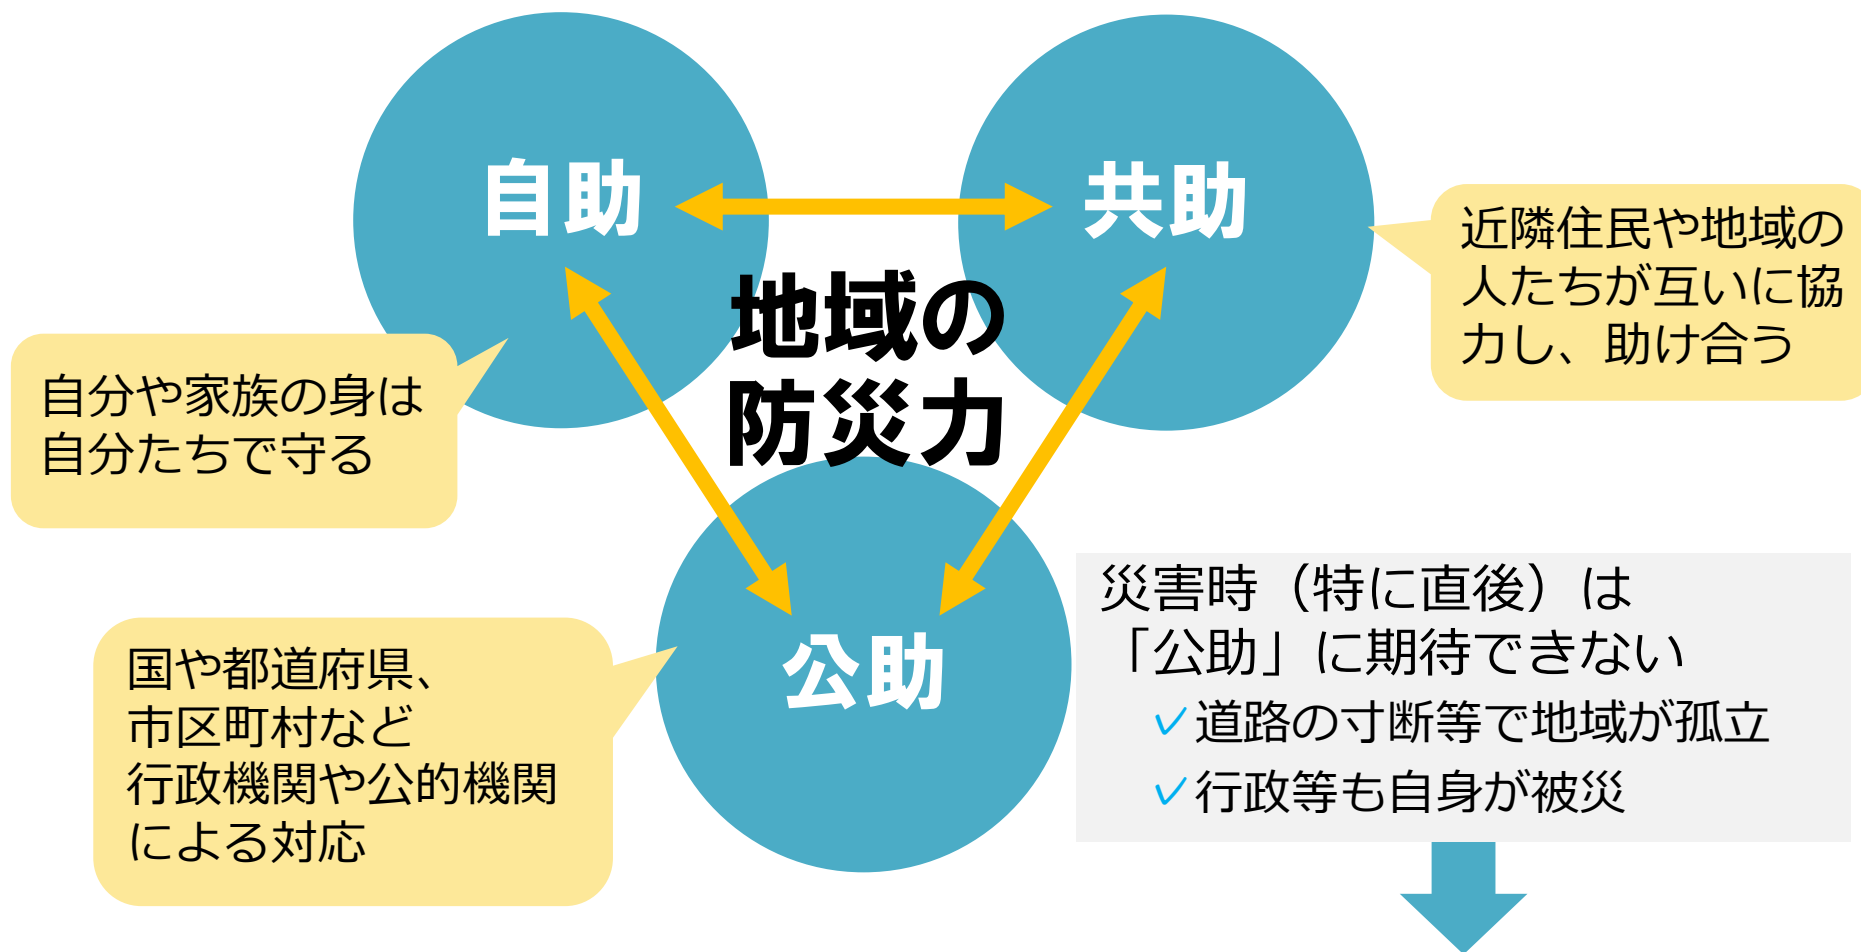 自助
共助
地域の
防災力
近隣住民や地域の
人たちが互いに協
力し、助け合う
自分や家族の身は
自分たちで守る
公助
国や都道府県、
市区町村など
行政機関や公的機関
による対応
災害時（特に直後）は
「公助」に期待できない
✓道路の寸断等で地域が孤立
✓行政等も自身が被災